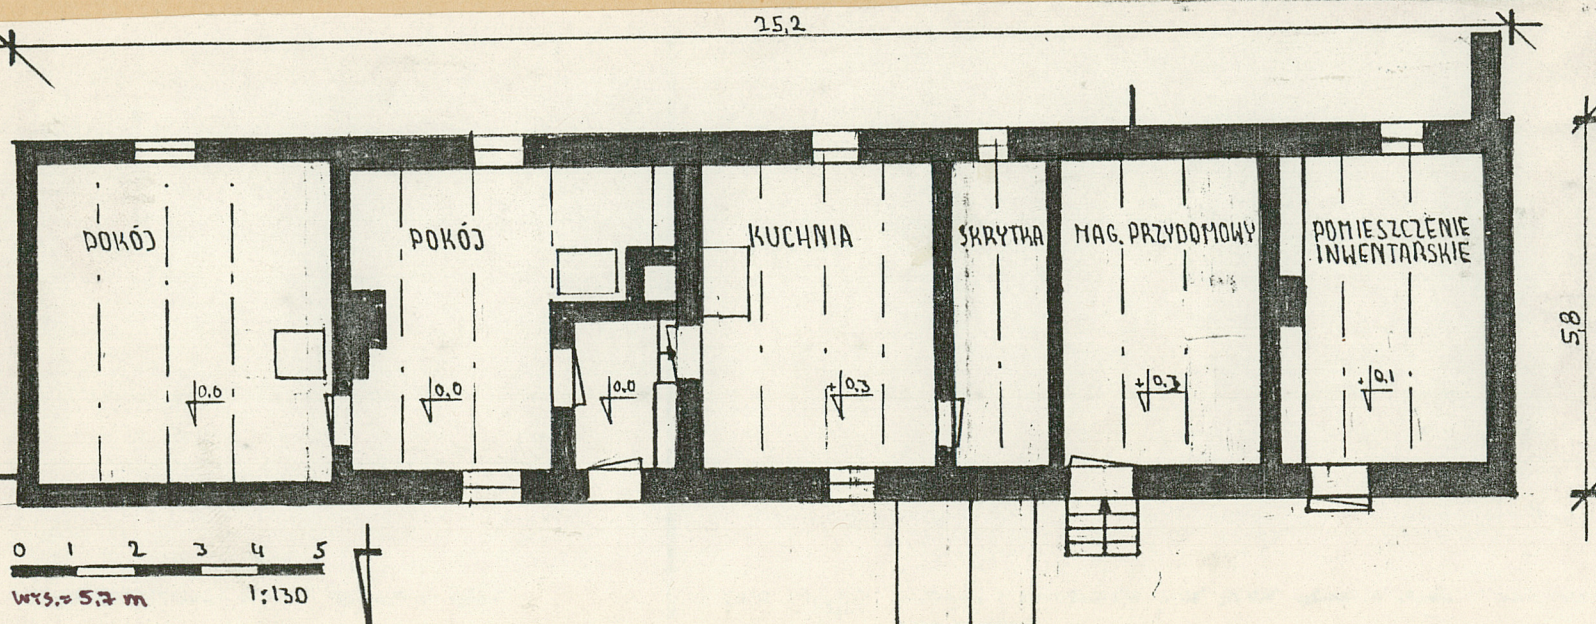 25,2
POKÓJ
POKÓJ
KUCHNIA
SKRYTKA
MAG. PRZYDOMOWY
POMIESZCZENIE
INWENTARSKIE
5,8
0.0
0.0
0.0
+0.3
+0.3
+0.1
0 1 2 3 4 5
wys.= 5,7 m
1:130